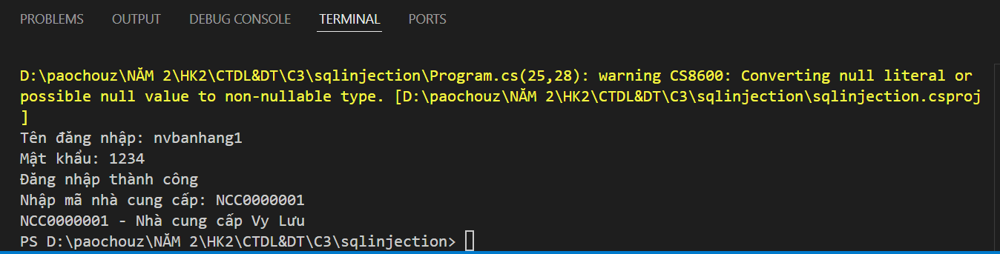 PROBLEMS OUTPUT DEBUG CONSOLE TERMINAL PORTS
D:\paochouz\NĂM 2\HK2\CTDL&DT\C3\sqlinjection\Program.cs(25,28): warning CS8600: Converting null literal or
possible null value to non-nullable type. [D:\paochouz\NĂM 2\HK2\CTDL&DT\C3\sqlinjection\sqlinjection.csproj
]
Tên đăng nhập: nvbanhang1
Mật khẩu: 1234
Đăng nhập thành công
Nhập mã nhà cung cấp: NCC0000001
NCC0000001 - Nhà cung cấp Vy Lưu
PS D:\paochouz\NĂM 2\HK2\CTDL&DT\C3\sqlinjection>